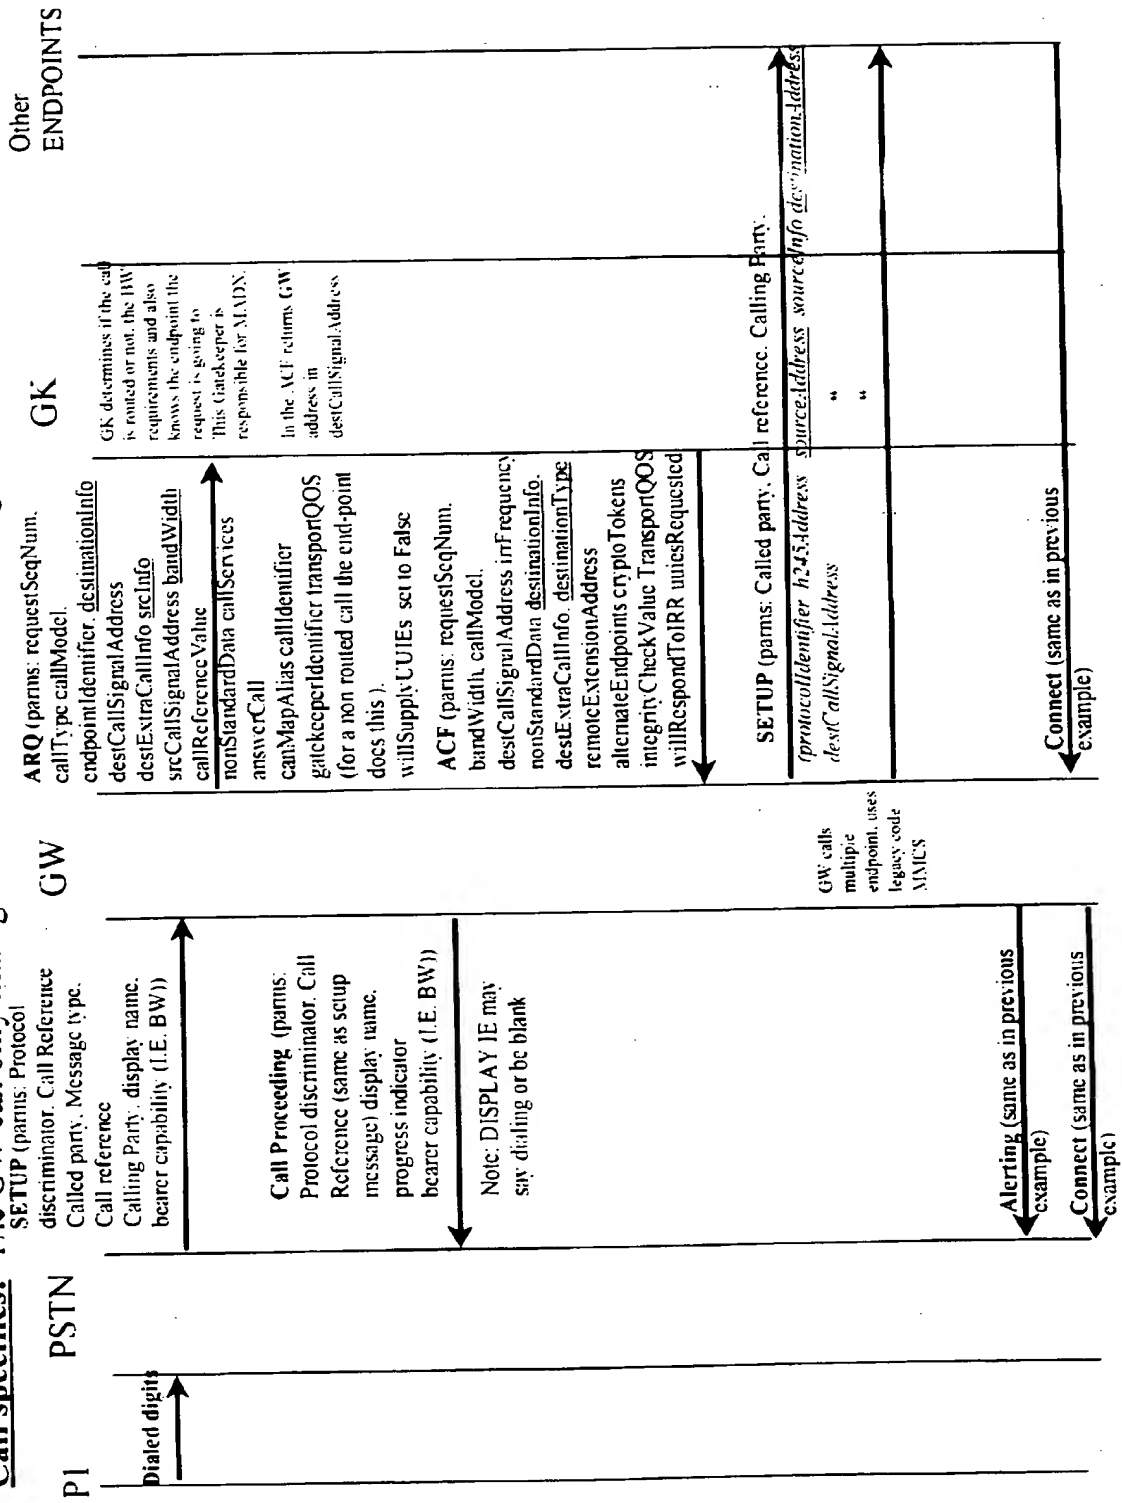 P1
PSTN
GW
GK
Other
ENDPOINTS
Dialed digits
SETUP (parms: Protocol
discriminator. Call Reference
Called party. Message type.
Call reference
Calling Party. display name.
bearer capability (I.E. BW))
Call Proceeding (parms:
Protocol discriminator. Call
Reference (same as setup
message) display name.
progress indicator
bearer capability (I.E. BW))
Note: DISPLAY IE may
say dialing or be blank
Alerting (same as in previous
example)
Connect (same as in previous
example)
ARQ (parms: requestSeqNum.
callType callModel.
endpointIdentifier. destinationInfo
destCallSignalAddress
destExtraCallInfo srcInfo
srcCallSignalAddress bandWidth
callReferenceValue
nonStandardData callServices
answerCall
canMapAlias callIdentifier
gatekeeperIdentifier transportQOS
(for a non routed call the end-point
does this ).
willSupplyUUIEs set to False
ACF (parms: requestSeqNum.
bandWidth. callModel.
destCallSignalAddress irrFrequency
nonStandardData destinationInfo.
destExtraCallInfo. destinationType
remoteExtensionAddress
alternateEndpoints cryptoTokens
integrityCheckValue TransportQOS
willRespondToIRR uuiesRequested
GK determines if the call
is routed or not. the BW
requirements and also
knows the endpoint the
request is going to
This Gatekeeper is
responsible for MADN.
In the ACF returns GW
address in
destCallSignalAddress
SETUP (parms: Called party. Call reference. Calling Party.
(protocolIdentifier h245Address sourceAddress sourceInfo destinationAddress
destCallSignalAddress
"
"
GW calls
multiple
endpoint. uses
legacy code
MMCS
Connect (same as in previous
example)